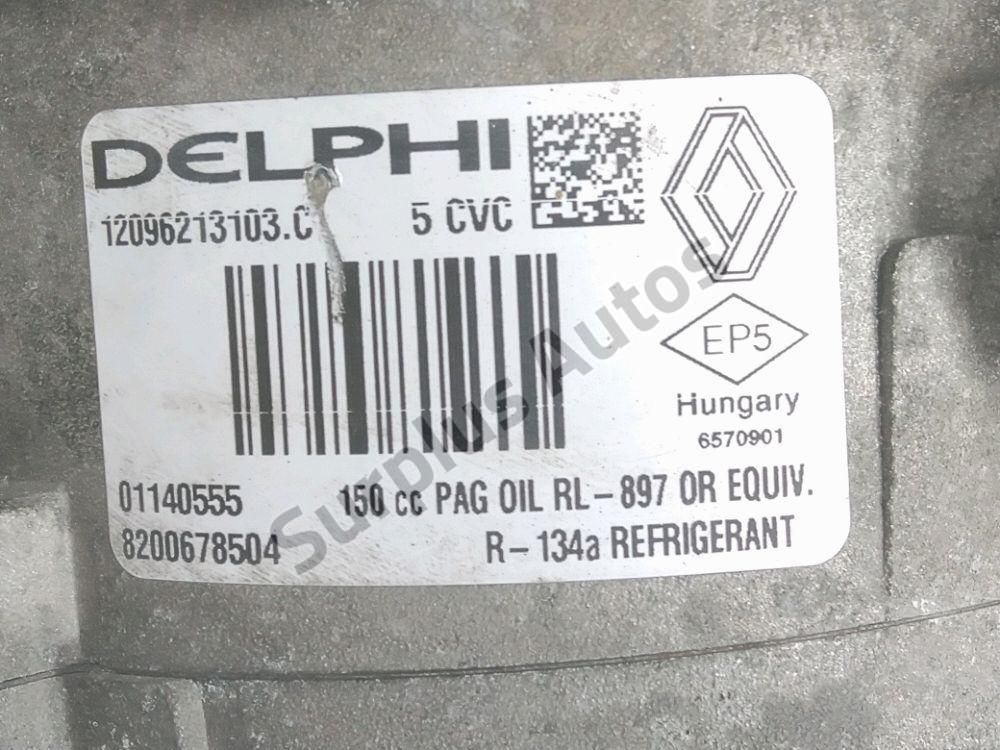 DELPHI
12096213103.C 5 CVC
EP5
Hungary
6570901
01140555 150 cc PAG OIL RL-897 OR EQUIV.
8200678504 R-134a REFRIGERANT
Surplus Autos